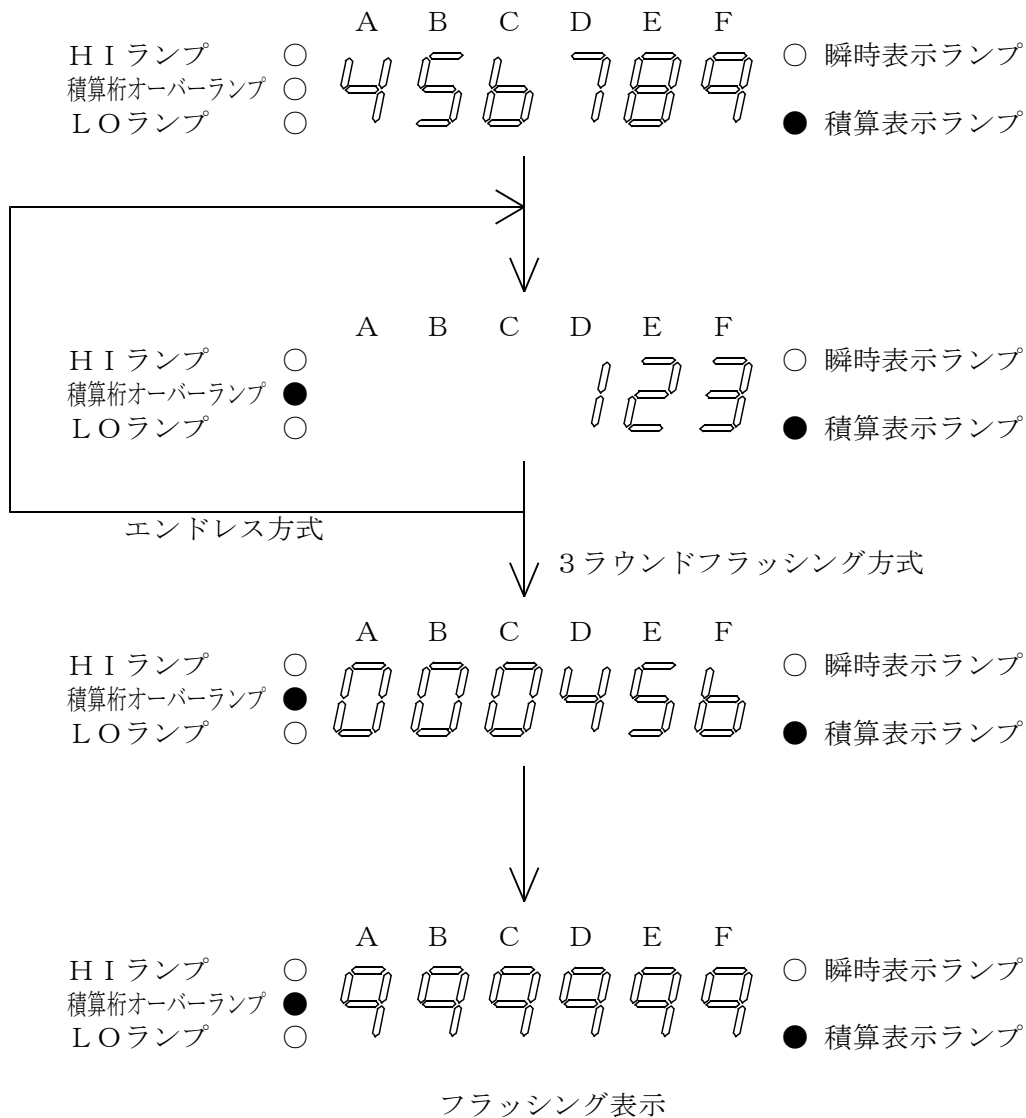 A B C D E F
HIランプ ○ 瞬時表示ランプ
積算桁オーバーランプ ○ 456789
LOランプ ○ ● 積算表示ランプ
A B C D E F
HIランプ ○ 瞬時表示ランプ
積算桁オーバーランプ ● 123
LOランプ ○ ● 積算表示ランプ
エンドレス方式
3ラウンドフラッシング方式
A B C D E F
HIランプ ○ 瞬時表示ランプ
積算桁オーバーランプ ● 000456
LOランプ ○ ● 積算表示ランプ
A B C D E F
HIランプ ○ 瞬時表示ランプ
積算桁オーバーランプ ● 999999
LOランプ ○ ● 積算表示ランプ
フラッシング表示